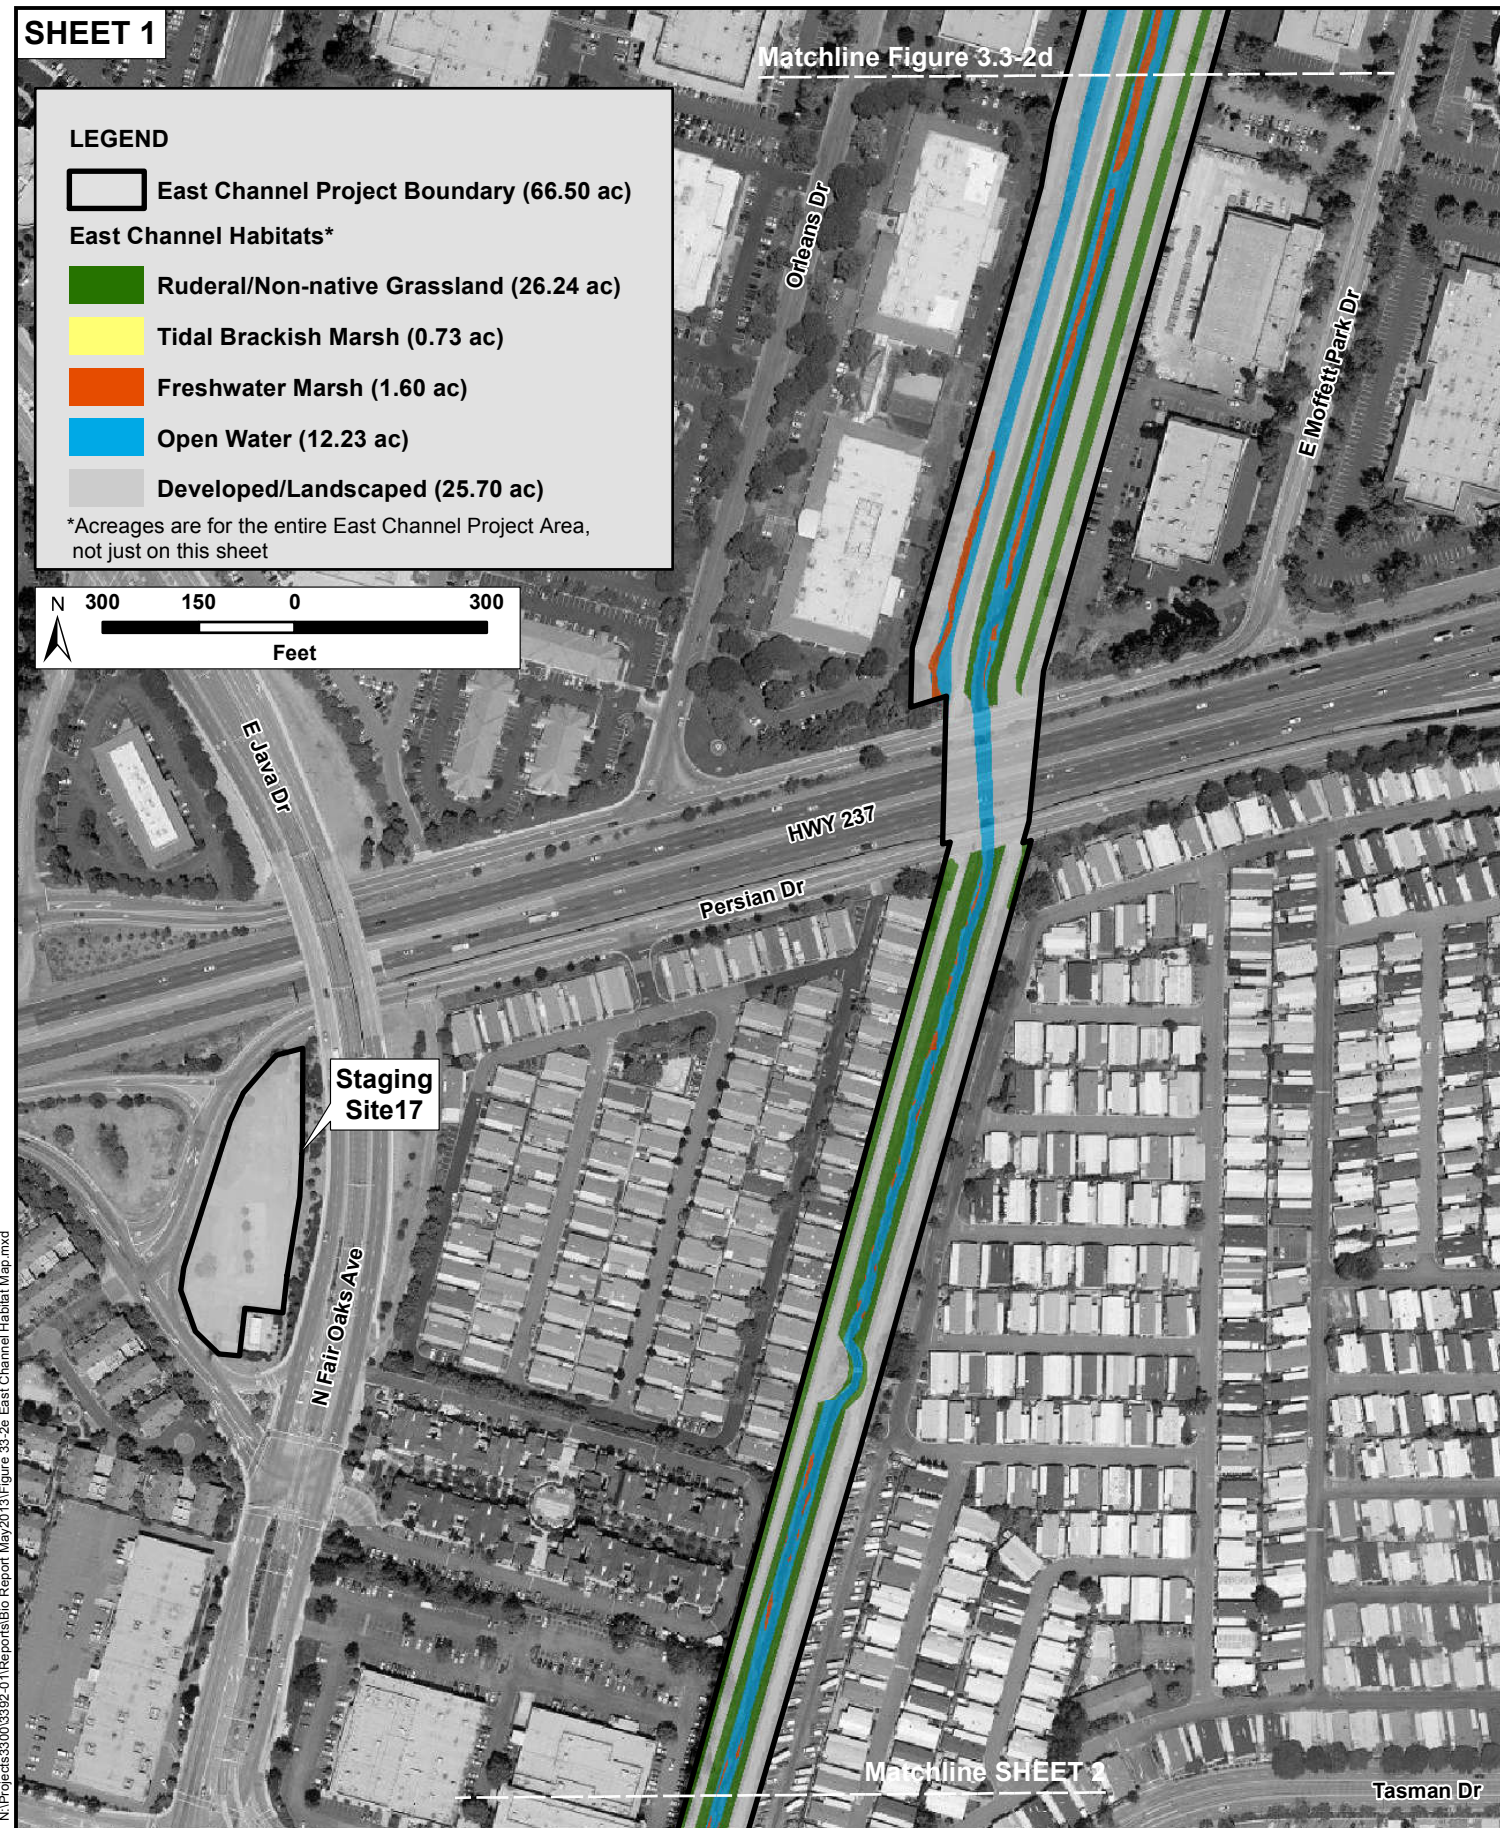 SHEET 1
Matchline Figure 3.3-2d
LEGEND
East Channel Project Boundary (66.50 ac)
East Channel Habitats*
Ruderal/Non-native Grassland (26.24 ac)
Tidal Brackish Marsh (0.73 ac)
Freshwater Marsh (1.60 ac)
Open Water (12.23 ac)
Developed/Landscaped (25.70 ac)
*Acreages are for the entire East Channel Project Area,
not just on this sheet
N
300 150 0 300
Feet
Orleans Dr
E Moffett Park Dr
E Java Dr
HWY 237
Persian Dr
Staging
Site17
N Fair Oaks Ave
Matchline SHEET 2
Tasman Dr
N:\Projects3300\3392-01\Reports\Bio Report May2013\Figure 33-2e East Channel Habitat Map.mxd